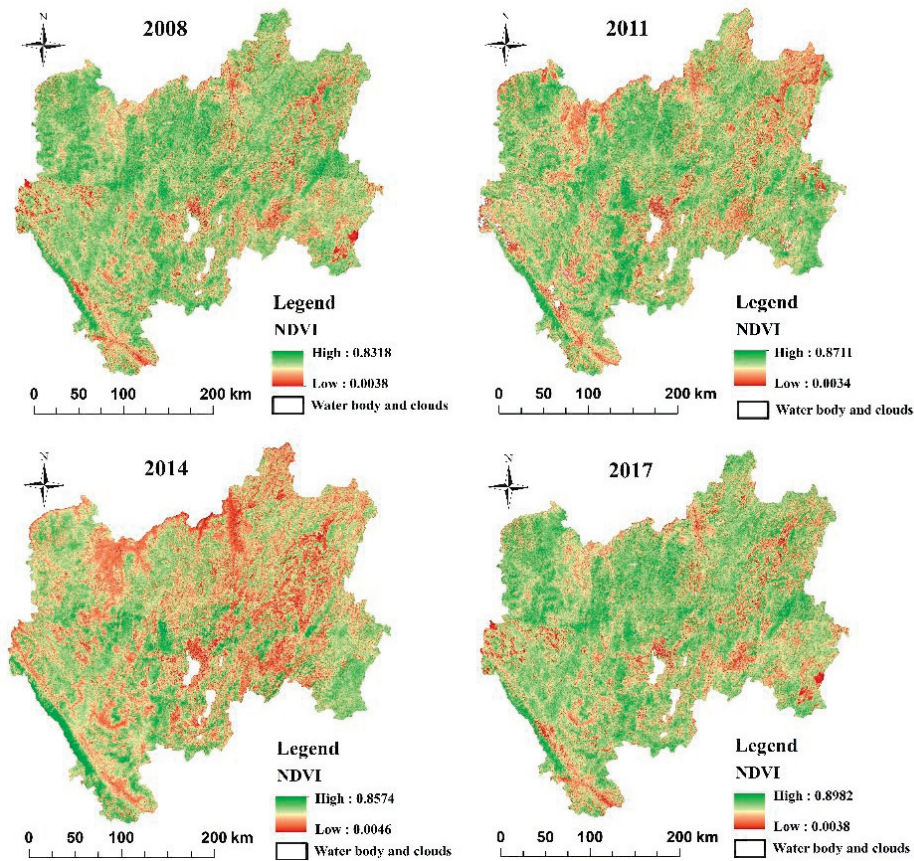 N
2008
Legend
NDVI
High : 0.8318
Low : 0.0038
0 50 100 200 km
Water body and clouds
N
2011
Legend
NDVI
High : 0.8711
Low : 0.0034
0 50 100 200 km
Water body and clouds
N
2014
Legend
NDVI
High : 0.8574
Low : 0.0046
0 50 100 200 km
Water body and clouds
N
2017
Legend
NDVI
High : 0.8982
Low : 0.0038
0 50 100 200 km
Water body and clouds